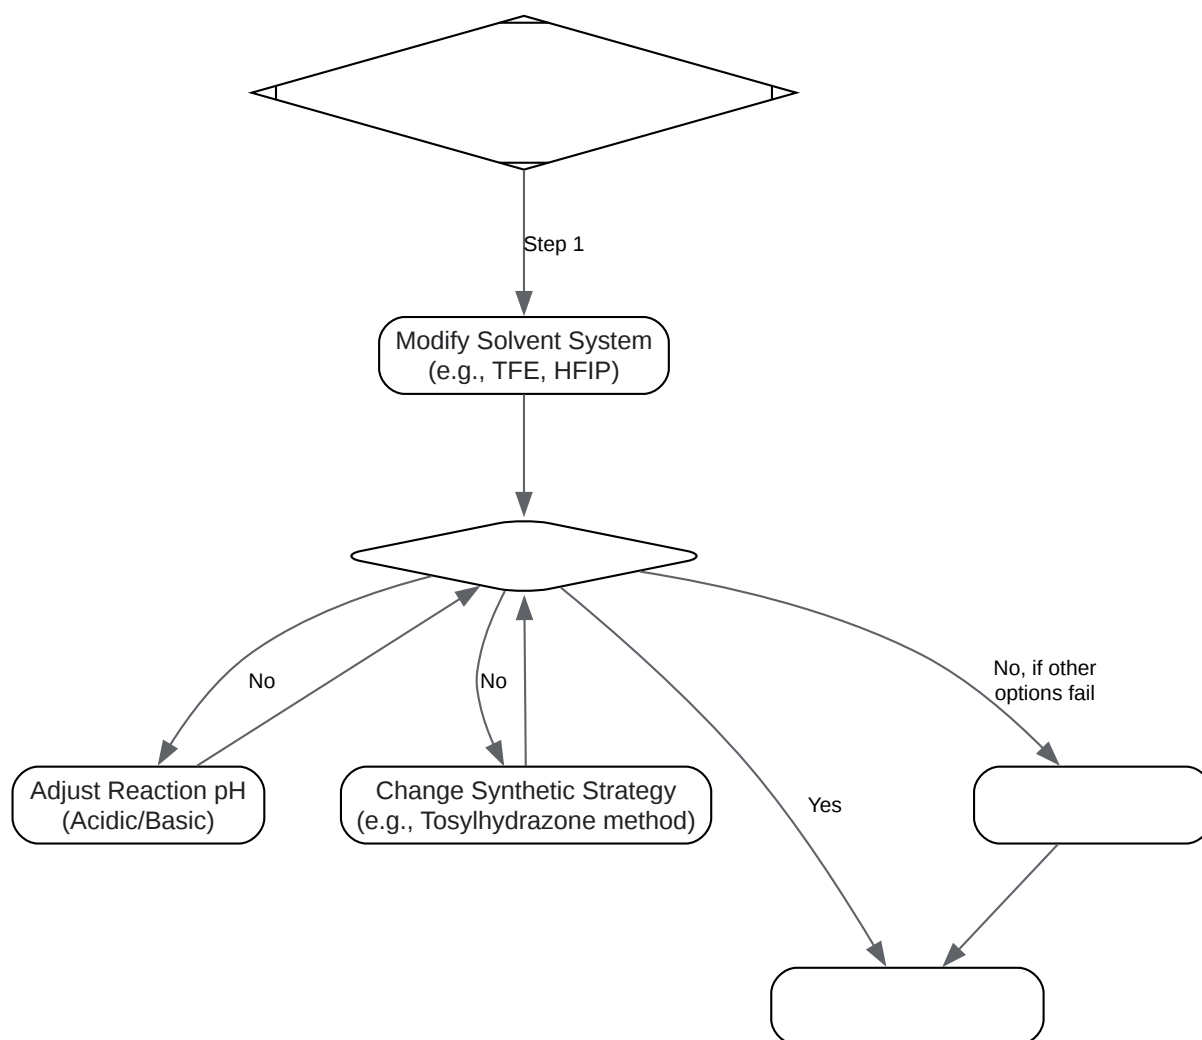 Step 1
Modify Solvent System
(e.g., TFE, HFIP)
No
No
No, if other
options fail
Adjust Reaction pH
(Acidic/Basic)
Change Synthetic Strategy
(e.g., Tosylhydrazone method)
Yes